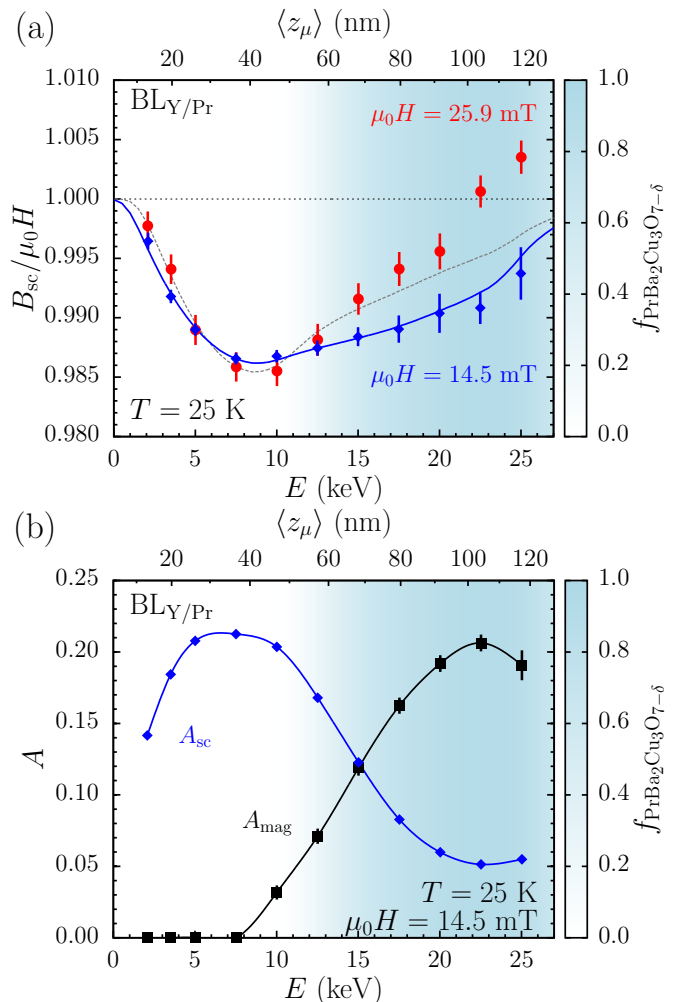 (a)
⟨z_μ⟩ (nm)
0 20 40 60 80 100 120
1.010
1.005
1.000
0.995
0.990
0.985
0.980
B_sc/μ_0H
BL_Y/Pr
μ_0H = 25.9 mT
μ_0H = 14.5 mT
T = 25 K
0 5 10 15 20 25
E (keV)
1.0
0.8
0.6
0.4
0.2
0.0
f_PrBa_2Cu_3O_7−δ
(b)
⟨z_μ⟩ (nm)
0 20 40 60 80 100 120
0.25
0.20
0.15
0.10
0.05
0.00
A
BL_Y/Pr
A_sc
A_mag
T = 25 K
μ_0H = 14.5 mT
0 5 10 15 20 25
E (keV)
1.0
0.8
0.6
0.4
0.2
0.0
f_PrBa_2Cu_3O_7−δ